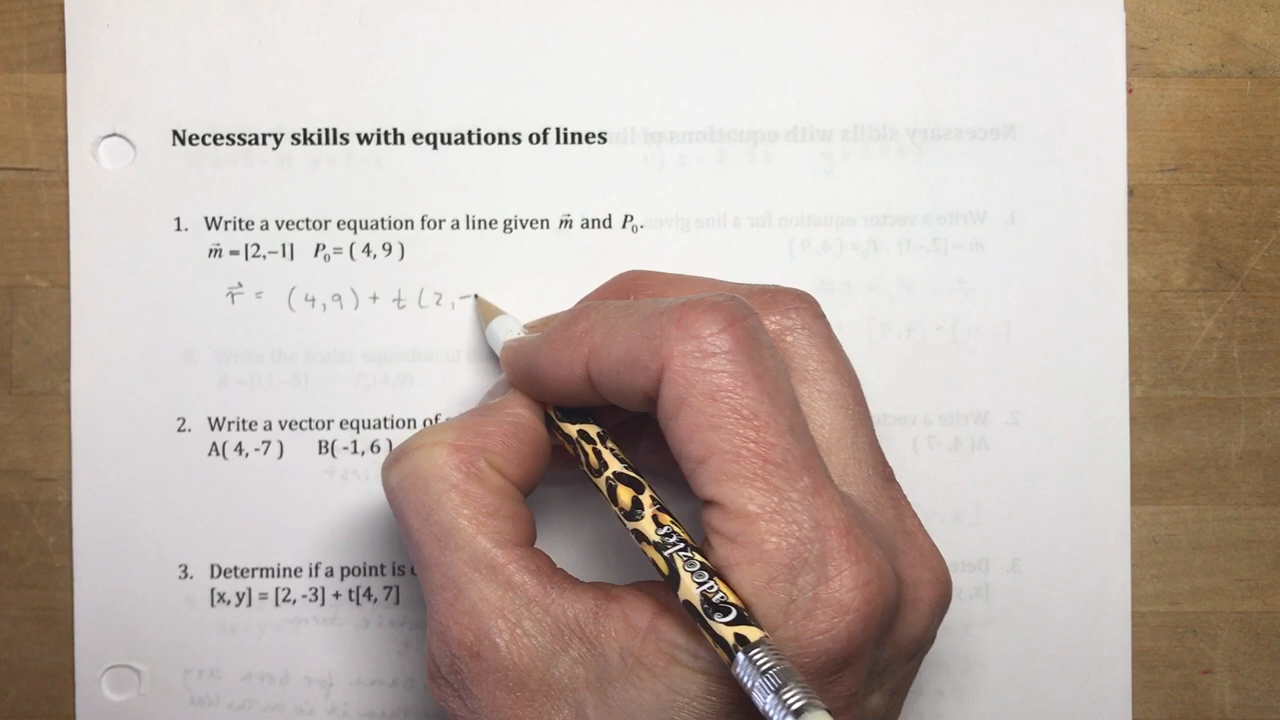 Necessary skills with equations of lines
1. Write a vector equation for a line given m⃗ and P₀.
m⃗ = [2,−1] P₀ = ( 4, 9 )
r⃗ = (4,9) + t (2,-
2. Write a vector equation of
A( 4, -7 ) B( -1, 6 )
3. Determine if a point is
[x, y] = [2, -3] + t[4, 7]
Cadoozles